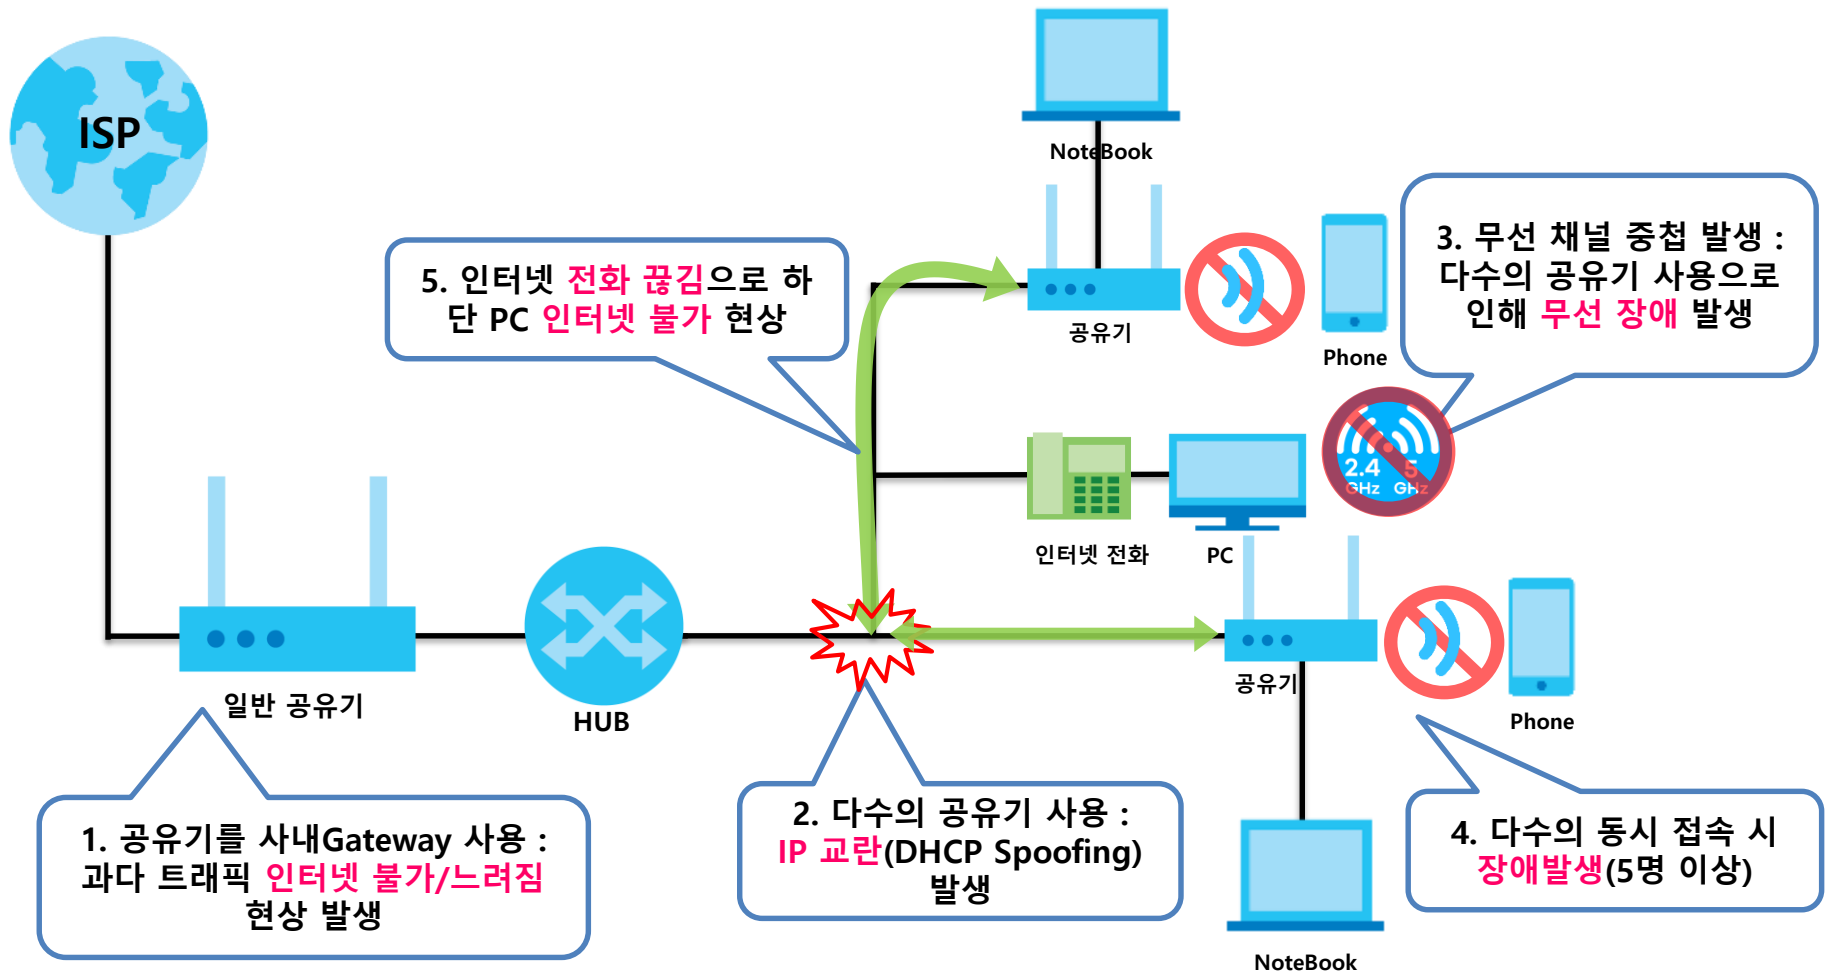 ISP
NoteBook
3. 무선 채널 중첩 발생 :
다수의 공유기 사용으로
인해 무선 장애 발생
5. 인터넷 전화 끊김으로 하
단 PC 인터넷 불가 현상
공유기
Phone
2.4 GHz
5 GHz
인터넷 전화
PC
일반 공유기
HUB
공유기
Phone
1. 공유기를 사내Gateway 사용 :
과다 트래픽 인터넷 불가/느려짐
현상 발생
2. 다수의 공유기 사용 :
IP 교란(DHCP Spoofing)
발생
4. 다수의 동시 접속 시
장애발생(5명 이상)
NoteBook